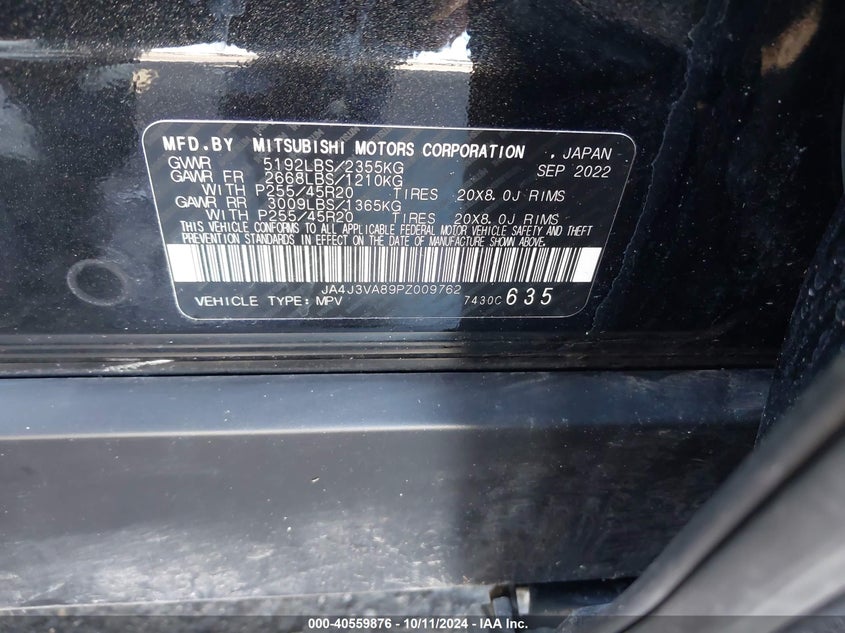 MFD.BY MITSUBISHI MOTORS CORPORATION , JAPAN
GVWR 5192LBS/2355KG SEP 2022
GAWR FR 2668LBS/1210KG
WITH P255/45R20 TIRES 20X8.0J RIMS
GAWR RR 3009LBS/1365KG
WITH P255/45R20 TIRES 20X8.0J RIMS
THIS VEHICLE CONFORMS TO ALL APPLICABLE FEDERAL MOTOR VEHICLE SAFETY AND THEFT
PREVENTION STANDARDS IN EFFECT ON THE DATE OF MANUFACTURE SHOWN ABOVE.
JA4J3VA89PZ009762
VEHICLE TYPE: MPV 7430C 635
000-40559876 - 10/11/2024 - IAA Inc.